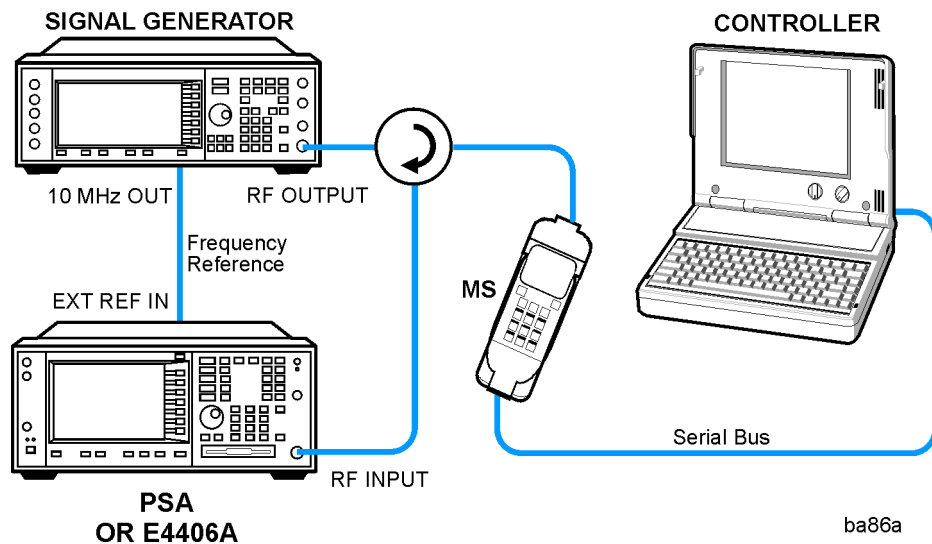 SIGNAL GENERATOR
CONTROLLER
10 MHz OUT
RF OUTPUT
Frequency
Reference
MS
EXT REF IN
Serial Bus
RF INPUT
PSA
OR E4406A
ba86a